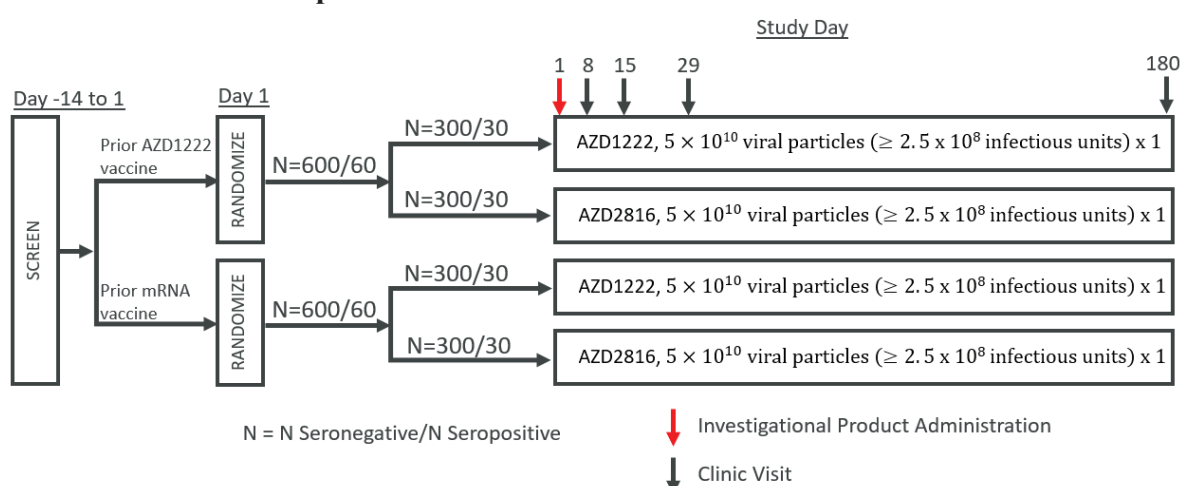 Study Day
1 8 15 29 180
Day -14 to 1
Day 1
SCREEN
Prior AZD1222
vaccine
RANDOMIZE
N=600/60
N=300/30
AZD1222, 5 × 10¹⁰ viral particles (≥ 2.5 x 10⁸ infectious units) x 1
N=300/30
AZD2816, 5 × 10¹⁰ viral particles (≥ 2.5 x 10⁸ infectious units) x 1
Prior mRNA
vaccine
RANDOMIZE
N=600/60
N=300/30
AZD1222, 5 × 10¹⁰ viral particles (≥ 2.5 x 10⁸ infectious units) x 1
N=300/30
AZD2816, 5 × 10¹⁰ viral particles (≥ 2.5 x 10⁸ infectious units) x 1
N = N Seronegative/N Seropositive
Investigational Product Administration
Clinic Visit